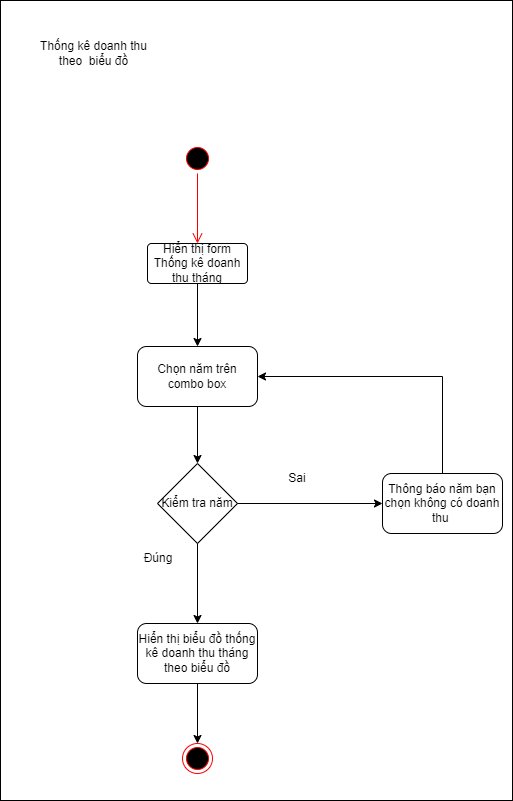 Thống kê doanh thu
theo biểu đồ
Hiển thị form
Thống kê doanh
thu tháng
Chọn năm trên
combo box
Kiểm tra năm
Sai
Thông báo năm bạn
chọn không có doanh
thu
Đúng
Hiển thị biểu đồ thống
kê doanh thu tháng
theo biểu đồ